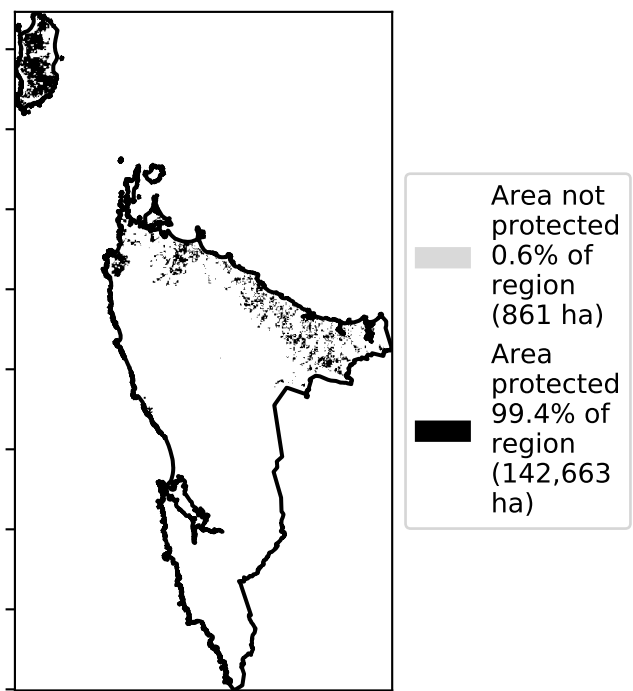 Area not
protected
0.6% of
region
(861 ha)
Area
protected
99.4% of
region
(142,663
ha)